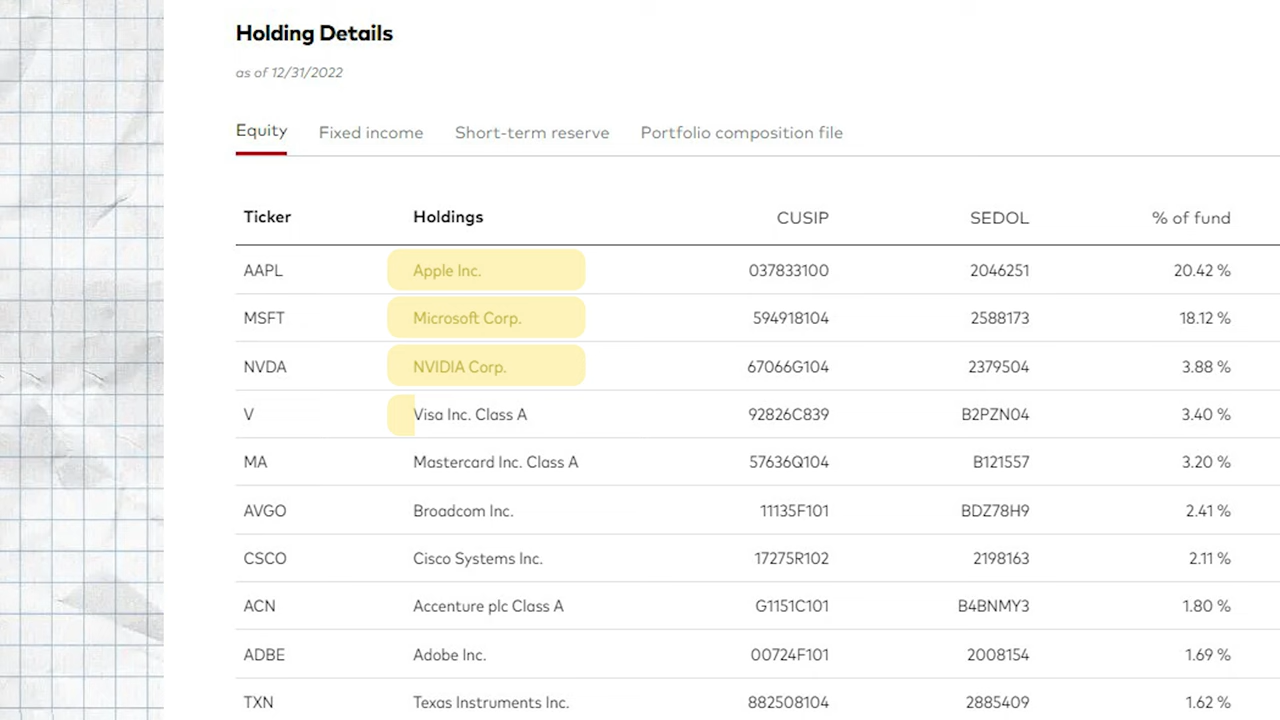 Holding Details
as of 12/31/2022
Equity Fixed income Short-term reserve Portfolio composition file
Ticker Holdings CUSIP SEDOL % of fund
AAPL Apple Inc. 037833100 2046251 20.42 %
MSFT Microsoft Corp. 594918104 2588173 18.12 %
NVDA NVIDIA Corp. 67066G104 2379504 3.88 %
V Visa Inc. Class A 92826C839 B2PZN04 3.40 %
MA Mastercard Inc. Class A 57636Q104 B121557 3.20 %
AVGO Broadcom Inc. 11135F101 BDZ78H9 2.41 %
CSCO Cisco Systems Inc. 17275R102 2198163 2.11 %
ACN Accenture plc Class A G1151C101 B4BNMY3 1.80 %
ADBE Adobe Inc. 00724F101 2008154 1.69 %
TXN Texas Instruments Inc. 882508104 2885409 1.62 %